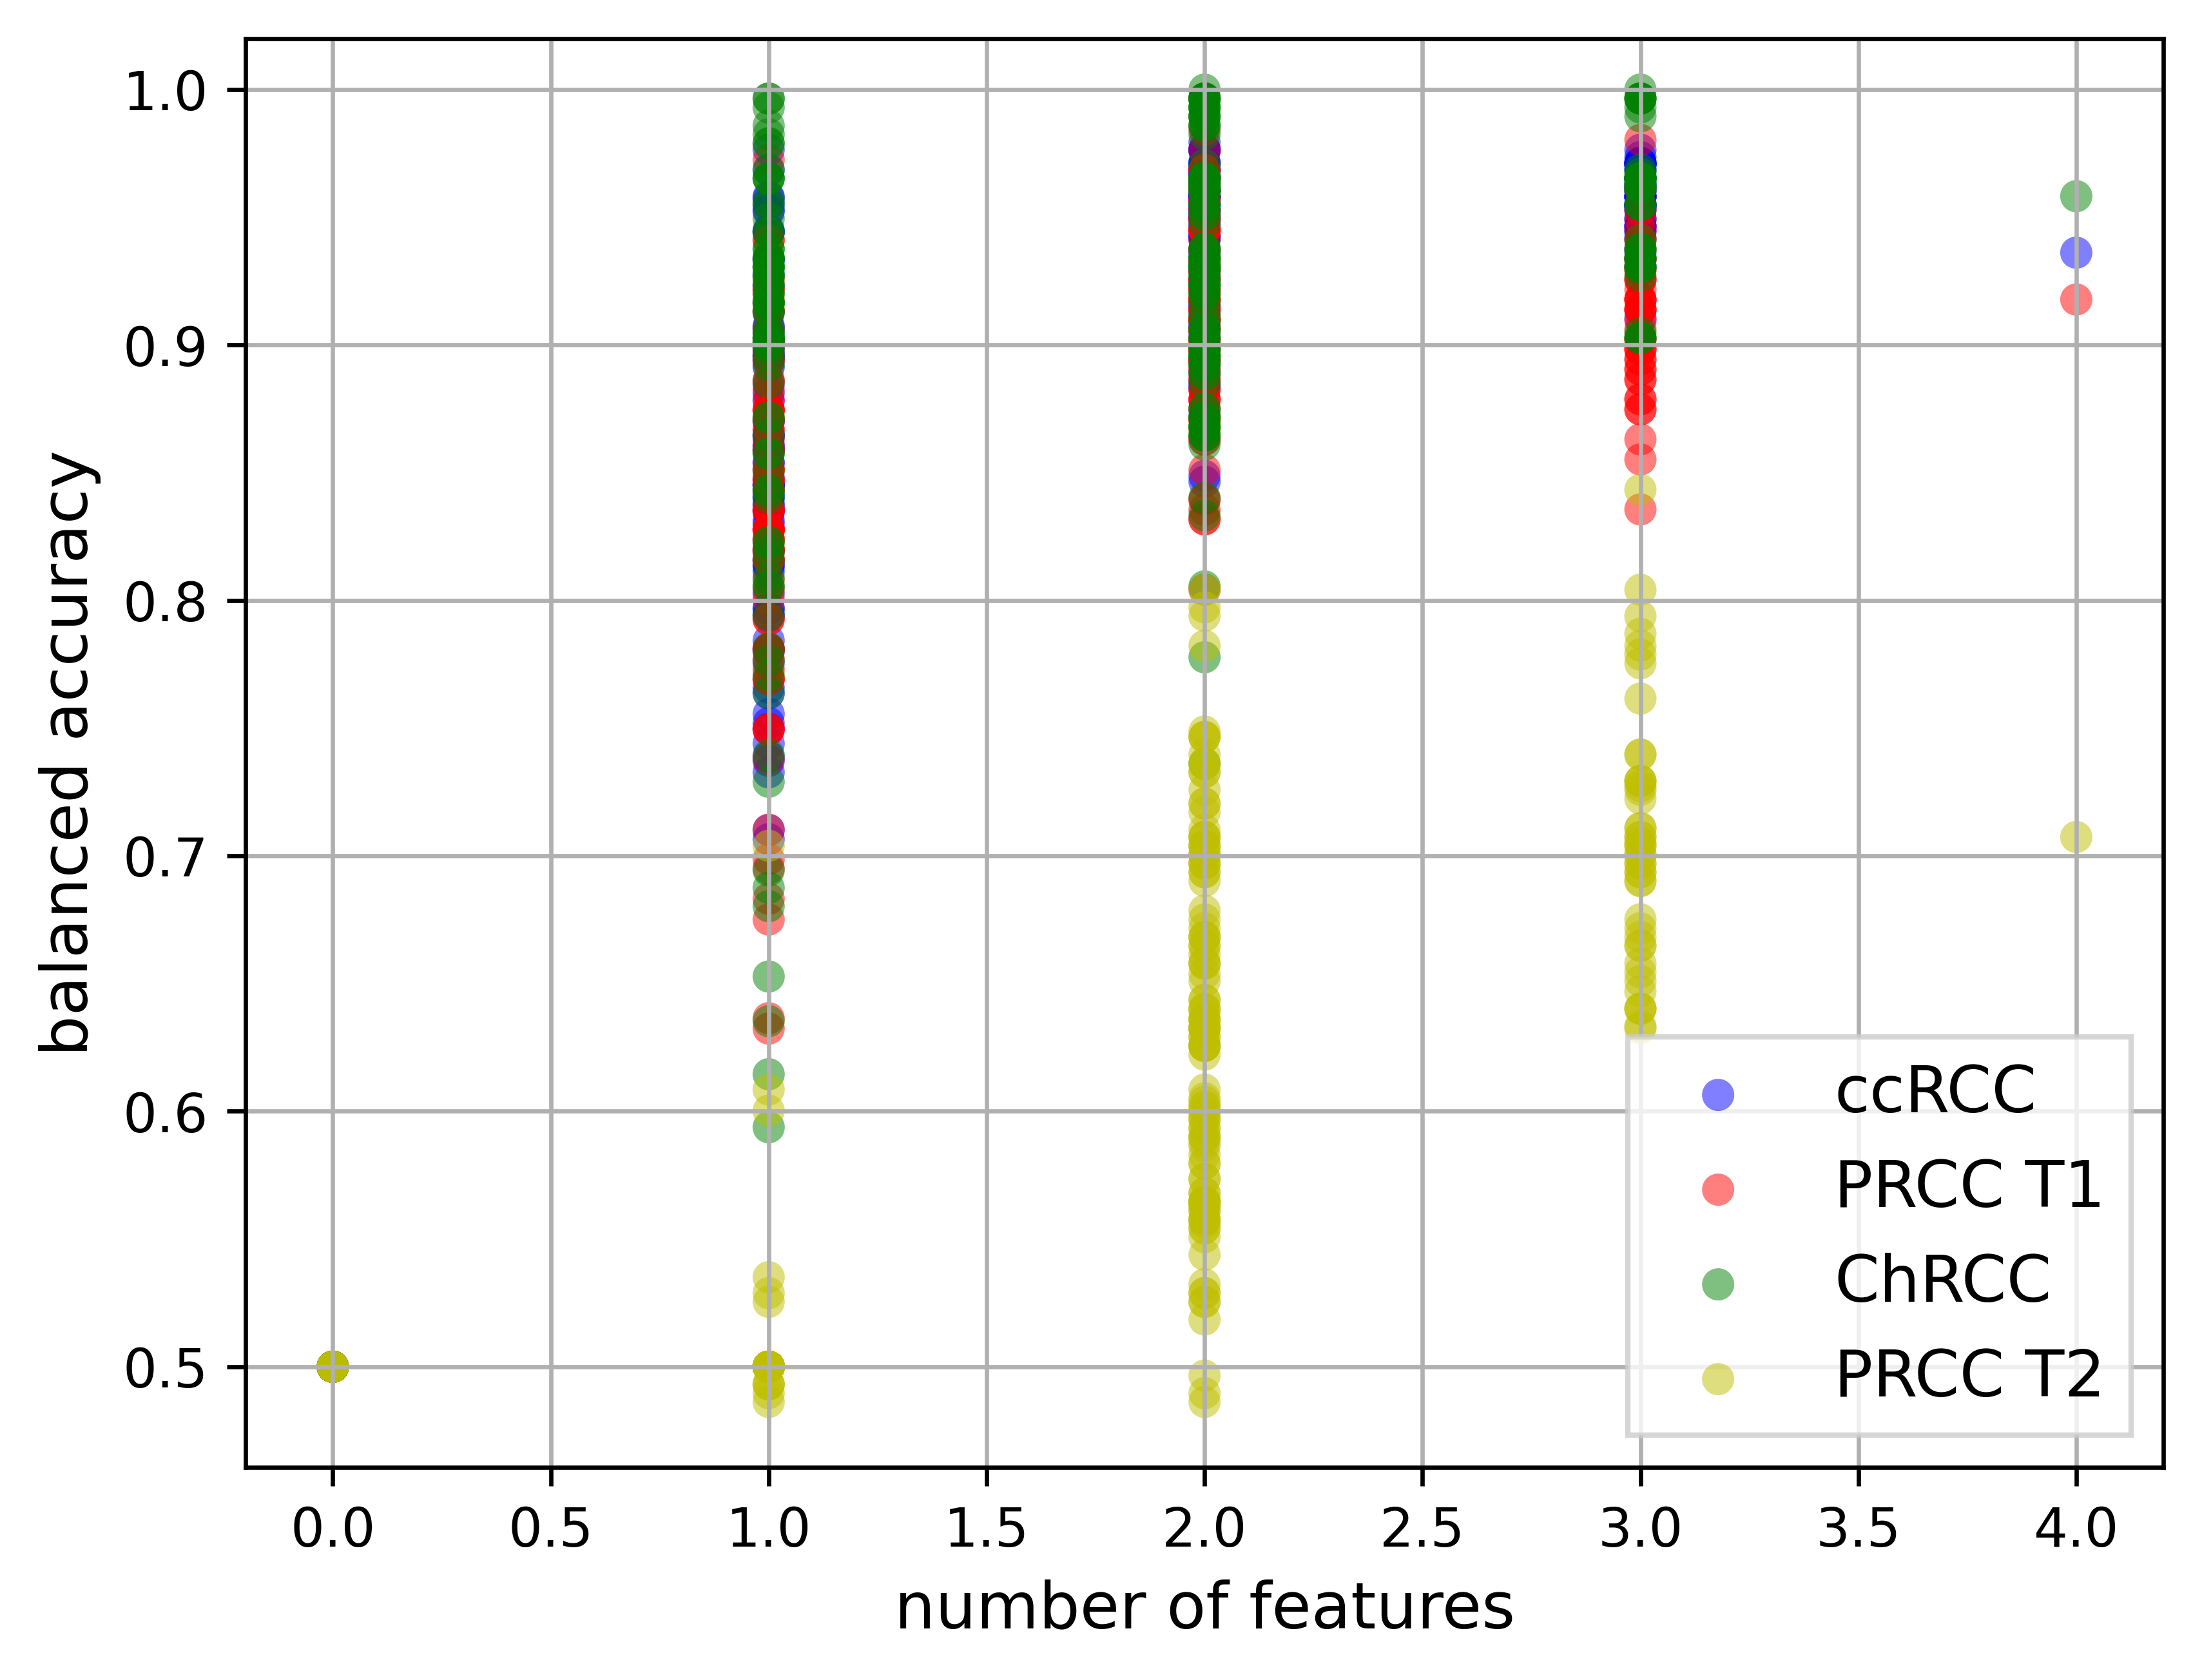 balanced accuracy
1.0
0.9
0.8
0.7
0.6
0.5
ccRCC
PRCC T1
ChRCC
PRCC T2
0.0 0.5 1.0 1.5 2.0 2.5 3.0 3.5 4.0
number of features